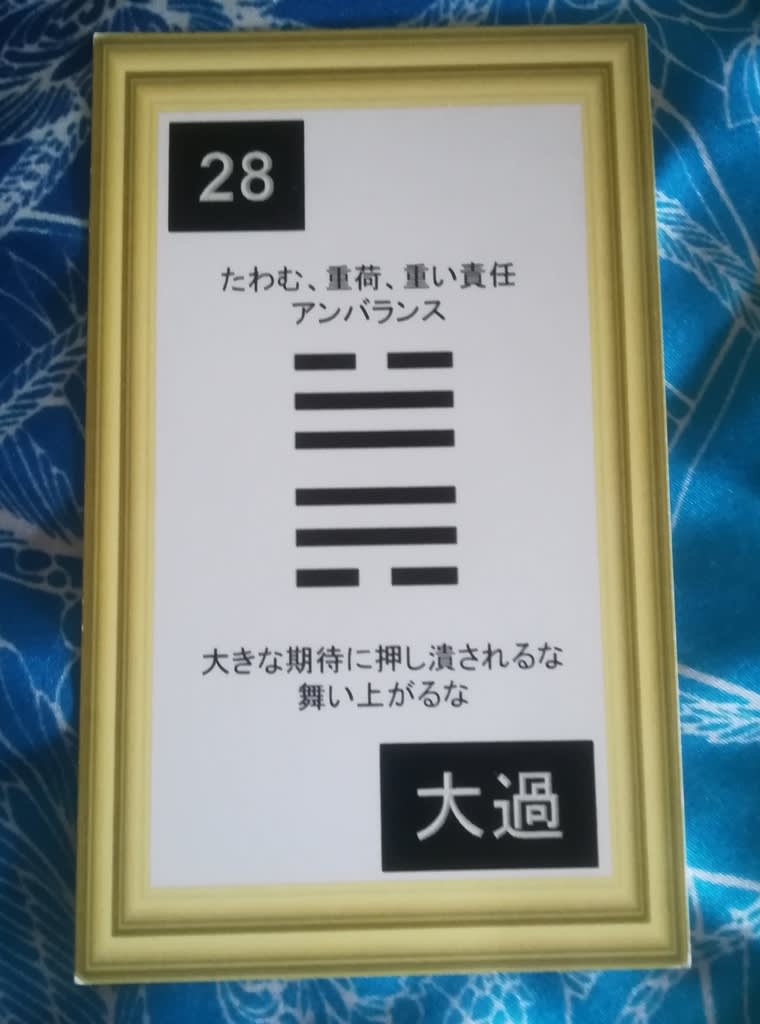 28
たわむ、重荷、重い責任
アンバランス
大きな期待に押し潰されるな
舞い上がるな
大過